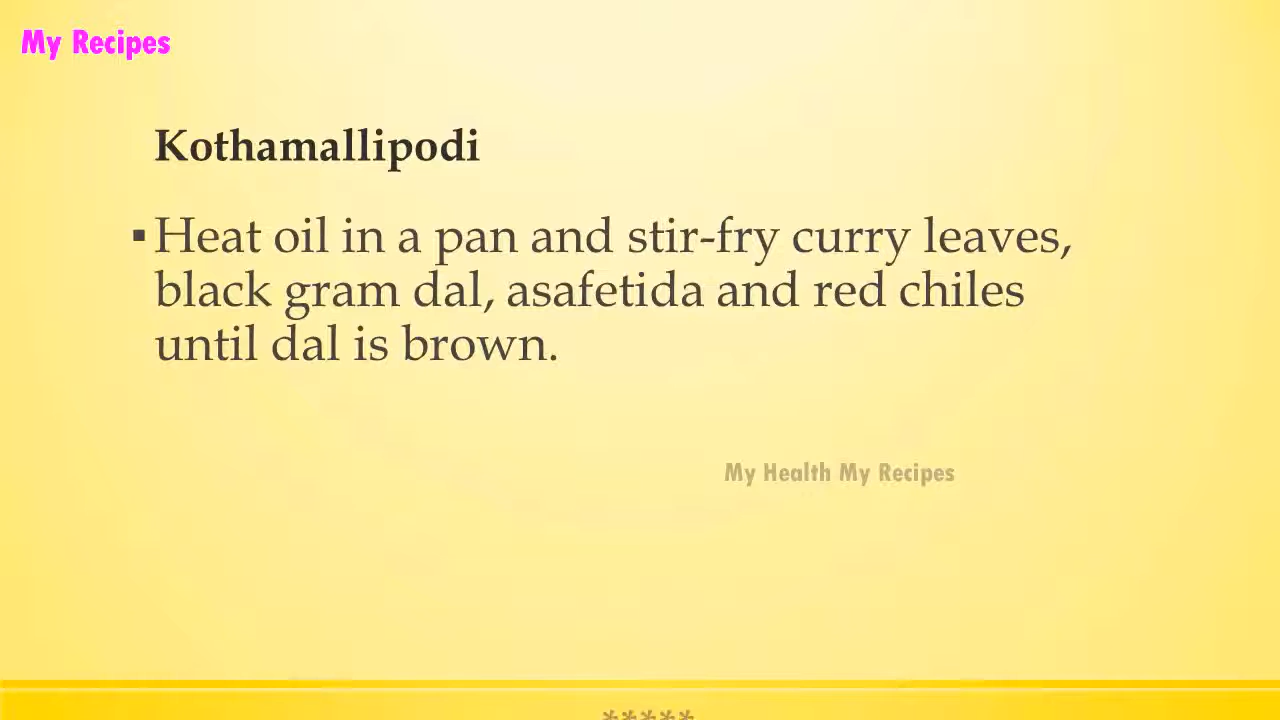 My Recipes
Kothamallipodi
▪Heat oil in a pan and stir-fry curry leaves,
black gram dal, asafetida and red chiles
until dal is brown.
My Health My Recipes
*****